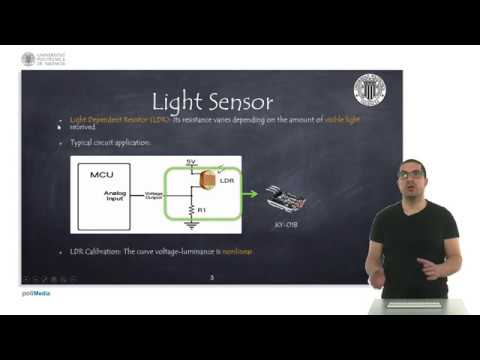 UNIVERSITAT
POLITÈCNICA
DE VALÈNCIA
Light Sensor
Light Dependent Resistor (LDR): Its resistance varies depending on the amount of visible light
received.
Typical circuit application:
5V
MCU
LDR
Analog
Input
Voltage
Output
R1
KY-018
LDR Calibration: The curve voltage-luminance is nonlinear.
3
poliMedia